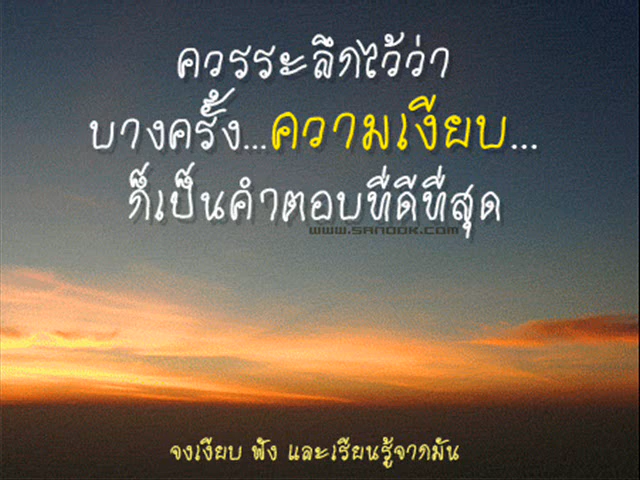 ควรระลึกไว้ว่า
บางครั้ง...ความเงียบ...
ก็เป็นคำตอบที่ดีที่สุด
www.sanook.com
จงเงียบ ฟัง และเรียนรู้จากมัน